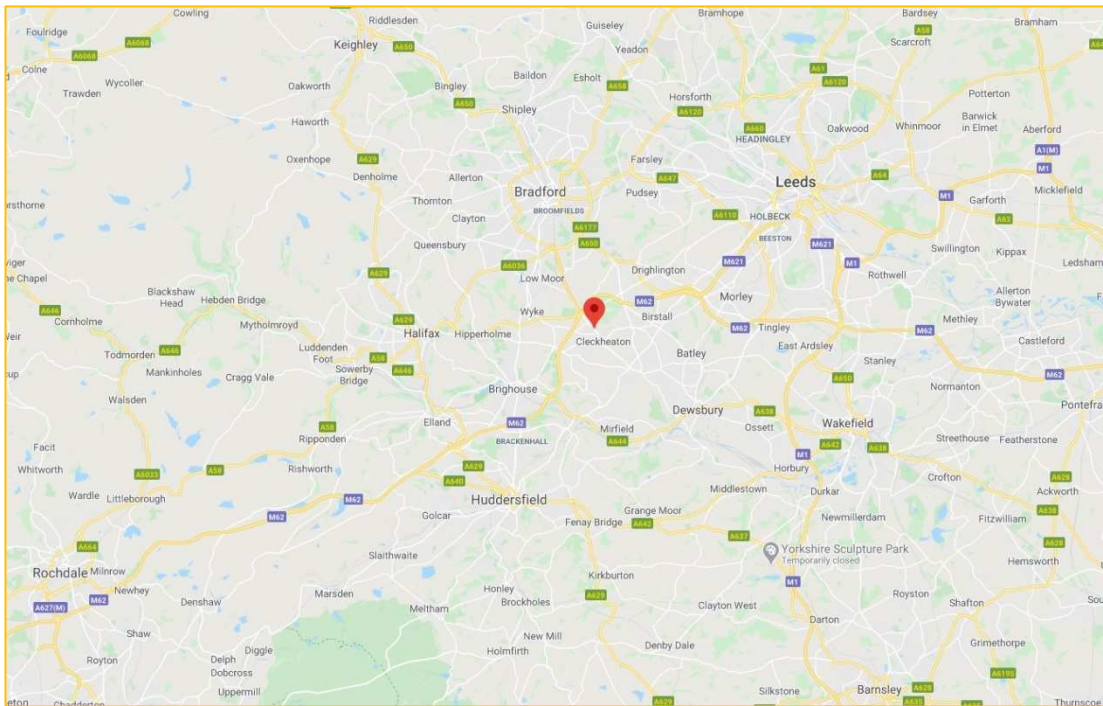 Cowling
Riddlesden
Guiseley
Bramhope
Bardsey
Foulridge
A6068
Keighley
A650
Yeadon
A58
Scarcroft
Bramham
Colne
A6068
Wycoller
Baildon
Esholt
A61
Trawden
Oakworth
Bingley
A658
Horsforth
A6120
Potterton
A650
Shipley
A6120
Haworth
A660
Oakwood
Whinmoor
Barwick
in Elmet
Aberford
HEADINGLEY
A1(M)
Oxenhope
A629
Farsley
M1
Denholme
Allerton
A647
Leeds
A64
Micklefield
Bradford
Pudsey
M1
Garforth
Thornton
BROOMFIELDS
A6110
HOLBECK
A63
Clayton
A6177
BEESTON
Queensbury
A650
M621
Swillington
Kippax
The Chapel
A629
A6036
Drighlington
M621
M1
Ledsham
Low Moor
Rothwell
Blackshaw
Head
Hebden Bridge
M62
Morley
Allerton
Bywater
A646
Cornholme
Mytholmroyd
A629
Wyke
Birstall
Methley
Halifax
Hipperholme
M62
Tingley
M62
Castleford
Todmorden
A646
Luddenden
Foot
A58
Cleckheaton
Batley
East Ardsley
Stanley
Mankinholes
Cragg Vale
Sowerby
Bridge
A646
A650
M62
Walsden
Brighouse
Normanton
Dewsbury
A638
Wakefield
Elland
M62
Ossett
A58
Mirfield
Facit
Ripponden
BRACKENHALL
A644
A642
A638
Streethouse
Featherstone
Whitworth
A6033
A58
Rishworth
A629
M1
Horbury
Crofton
A628
Wardle
Littleborough
A640
Middlestown
Durkar
Ackworth
M62
Huddersfield
Grange Moor
A638
M62
Golcar
Fenay Bridge
A642
Newmillerdam
Fitzwilliam
A664
A637
A628
Slaithwaite
Yorkshire Sculpture Park
Temporarily closed
Hemsworth
Rochdale
Milnrow
Kirkburton
M1
Newhey
Marsden
Honley
A629
Royston
A627(M)
M62
Denshaw
Meltham
Brockholes
Clayton West
Shafton
Darton
Shaw
New Mill
Denby Dale
Grimethorpe
Royton
Diggle
Holmfirth
Delph
Dobcross
A6195
Uppermill
Silkstone
Barnsley
A628
Chadderton
A629
A635
Thurnscoe